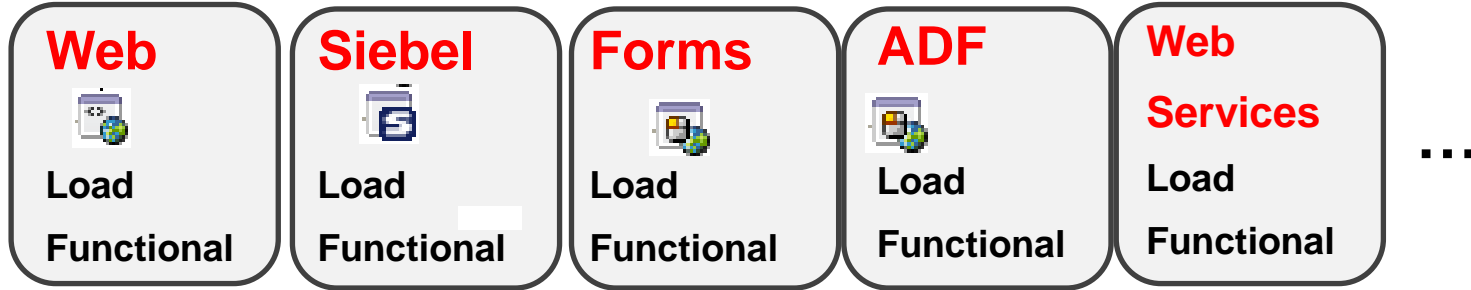 Web
Load
Functional
Siebel
Load
Functional
Forms
Load
Functional
ADF
Load
Functional
Web
Services
Load
Functional
...